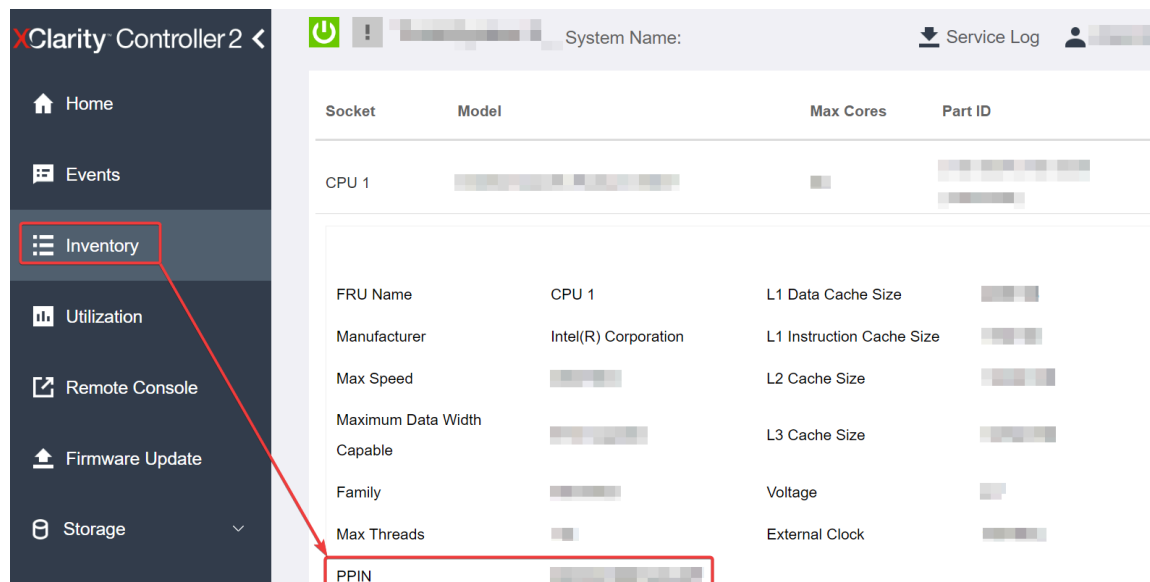 XClarity Controller 2
System Name:
Service Log
Home
Events
Inventory
Utilization
Remote Console
Firmware Update
Storage
Socket Model Max Cores Part ID
CPU 1
FRU Name CPU 1 L1 Data Cache Size
Manufacturer Intel(R) Corporation L1 Instruction Cache Size
Max Speed L2 Cache Size
Maximum Data Width
Capable
L3 Cache Size
Family Voltage
Max Threads External Clock
PPIN